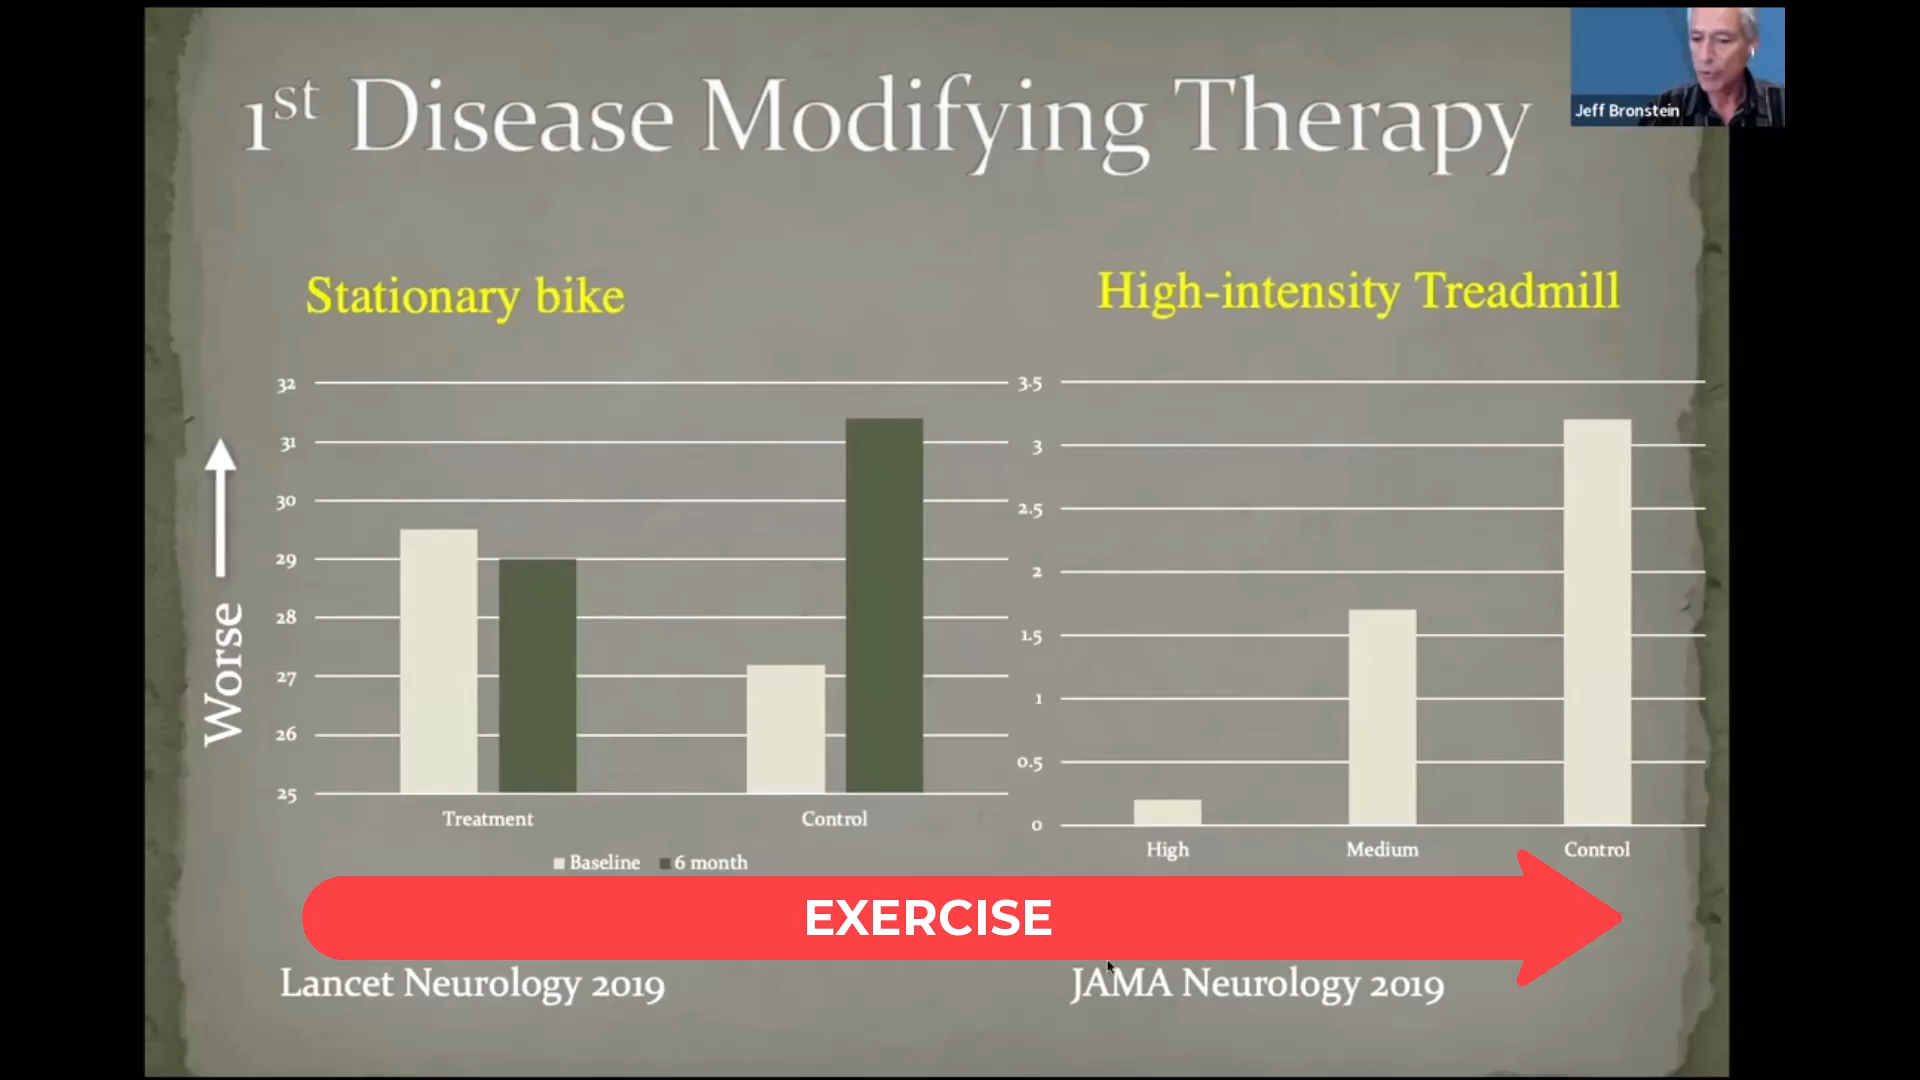 1st Disease Modifying Therapy
Jeff Bronstein
Stationary bike
High-intensity Treadmill
Worse
32
31
30
29
28
27
26
25
Treatment
Control
Baseline
6 month
3.5
3
2.5
2
1.5
1
0.5
0
High
Medium
Control
EXERCISE
Lancet Neurology 2019
JAMA Neurology 2019